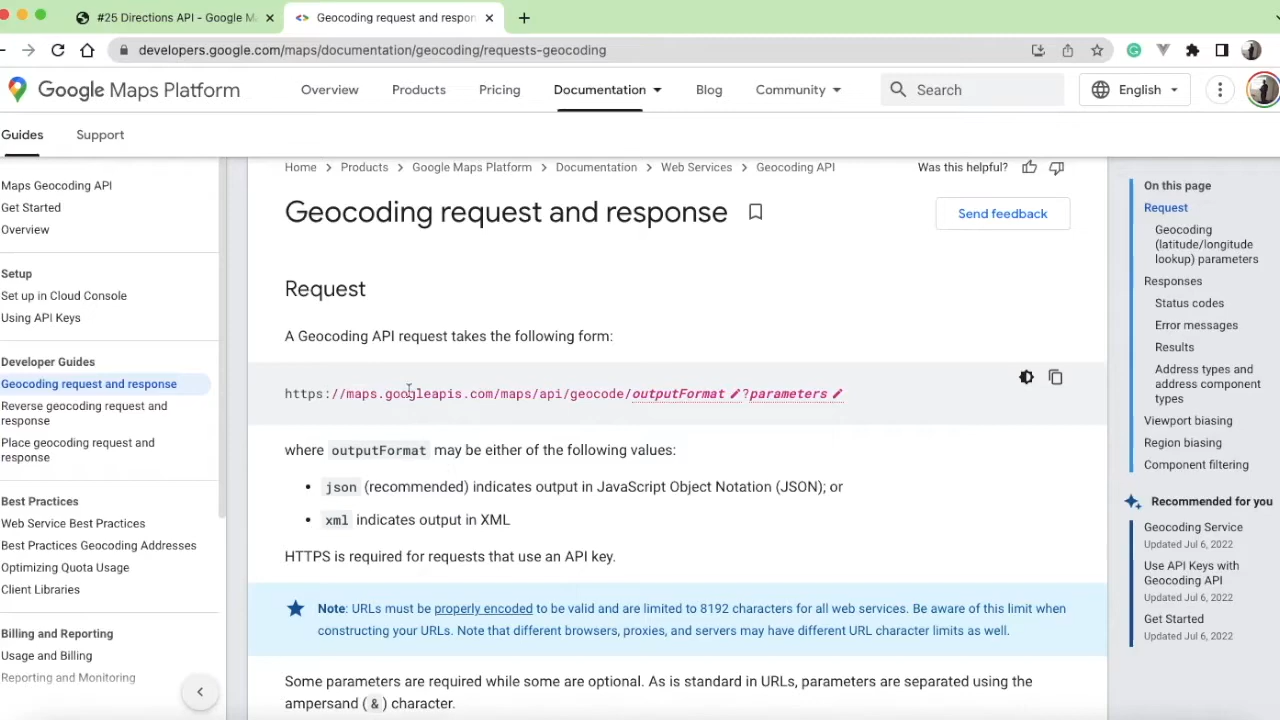 #25 Directions API - Google M
Geocoding request and respon
developers.google.com/maps/documentation/geocoding/requests-geocoding
Google Maps Platform
Overview
Products
Pricing
Documentation
Blog
Community
Search
English
Guides
Support
Maps Geocoding API
Get Started
Overview
Setup
Set up in Cloud Console
Using API Keys
Developer Guides
Geocoding request and response
Reverse geocoding request and
response
Place geocoding request and
response
Best Practices
Web Service Best Practices
Best Practices Geocoding Addresses
Optimizing Quota Usage
Client Libraries
Billing and Reporting
Usage and Billing
Reporting and Monitoring
Home > Products > Google Maps Platform > Documentation > Web Services > Geocoding API
Was this helpful?
Geocoding request and response
Send feedback
Request
A Geocoding API request takes the following form:
https://maps.googleapis.com/maps/api/geocode/outputFormat?parameters
where outputFormat may be either of the following values:
• json (recommended) indicates output in JavaScript Object Notation (JSON); or
• xml indicates output in XML
HTTPS is required for requests that use an API key.
Note: URLs must be properly encoded to be valid and are limited to 8192 characters for all web services. Be aware of this limit when
constructing your URLs. Note that different browsers, proxies, and servers may have different URL character limits as well.
Some parameters are required while some are optional. As is standard in URLs, parameters are separated using the
ampersand (&) character.
On this page
Request
Geocoding
(latitude/longitude
lookup) parameters
Responses
Status codes
Error messages
Results
Address types and
address component
types
Viewport biasing
Region biasing
Component filtering
Recommended for you
Geocoding Service
Updated Jul 6, 2022
Use API Keys with
Geocoding API
Updated Jul 6, 2022
Get Started
Updated Jul 6, 2022